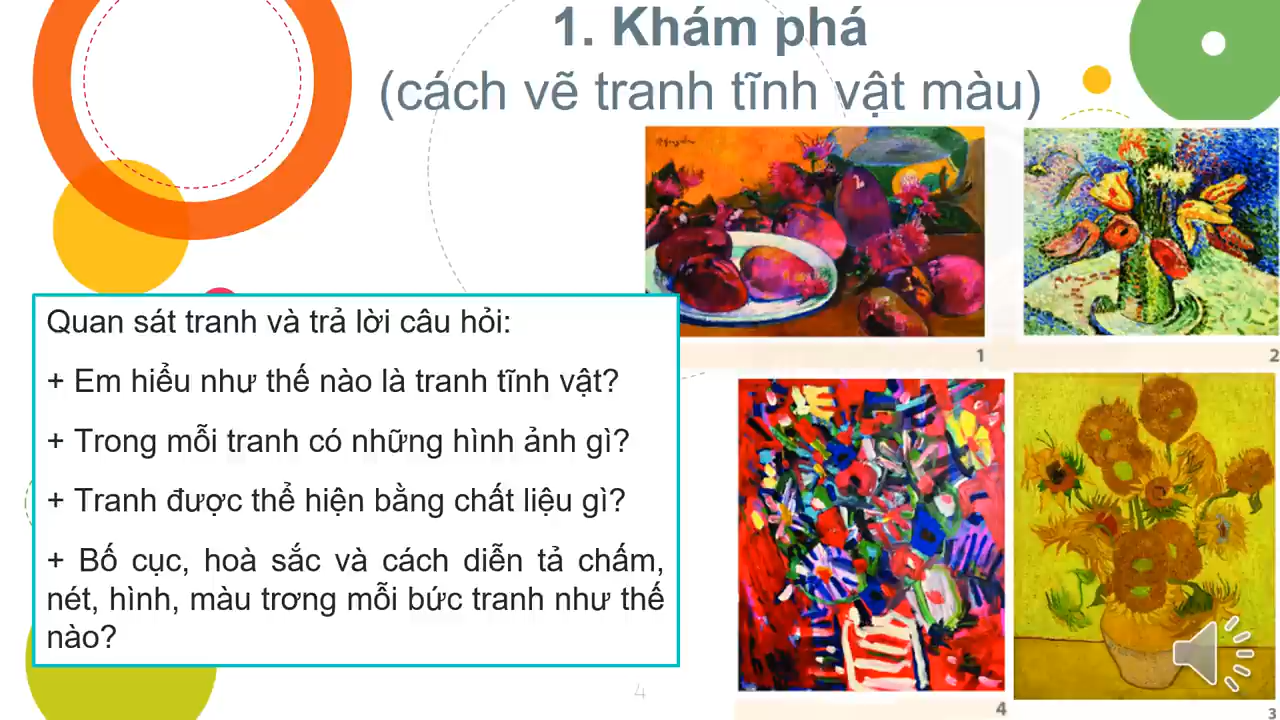 1. Khám phá
(cách vẽ tranh tĩnh vật màu)
Quan sát tranh và trả lời câu hỏi:
+ Em hiểu như thế nào là tranh tĩnh vật?
+ Trong mỗi tranh có những hình ảnh gì?
+ Tranh được thể hiện bằng chất liệu gì?
+ Bố cục, hoà sắc và cách diễn tả chấm,
nét, hình, màu trơng mỗi bức tranh như thế
nào?
1
2
4
3
4